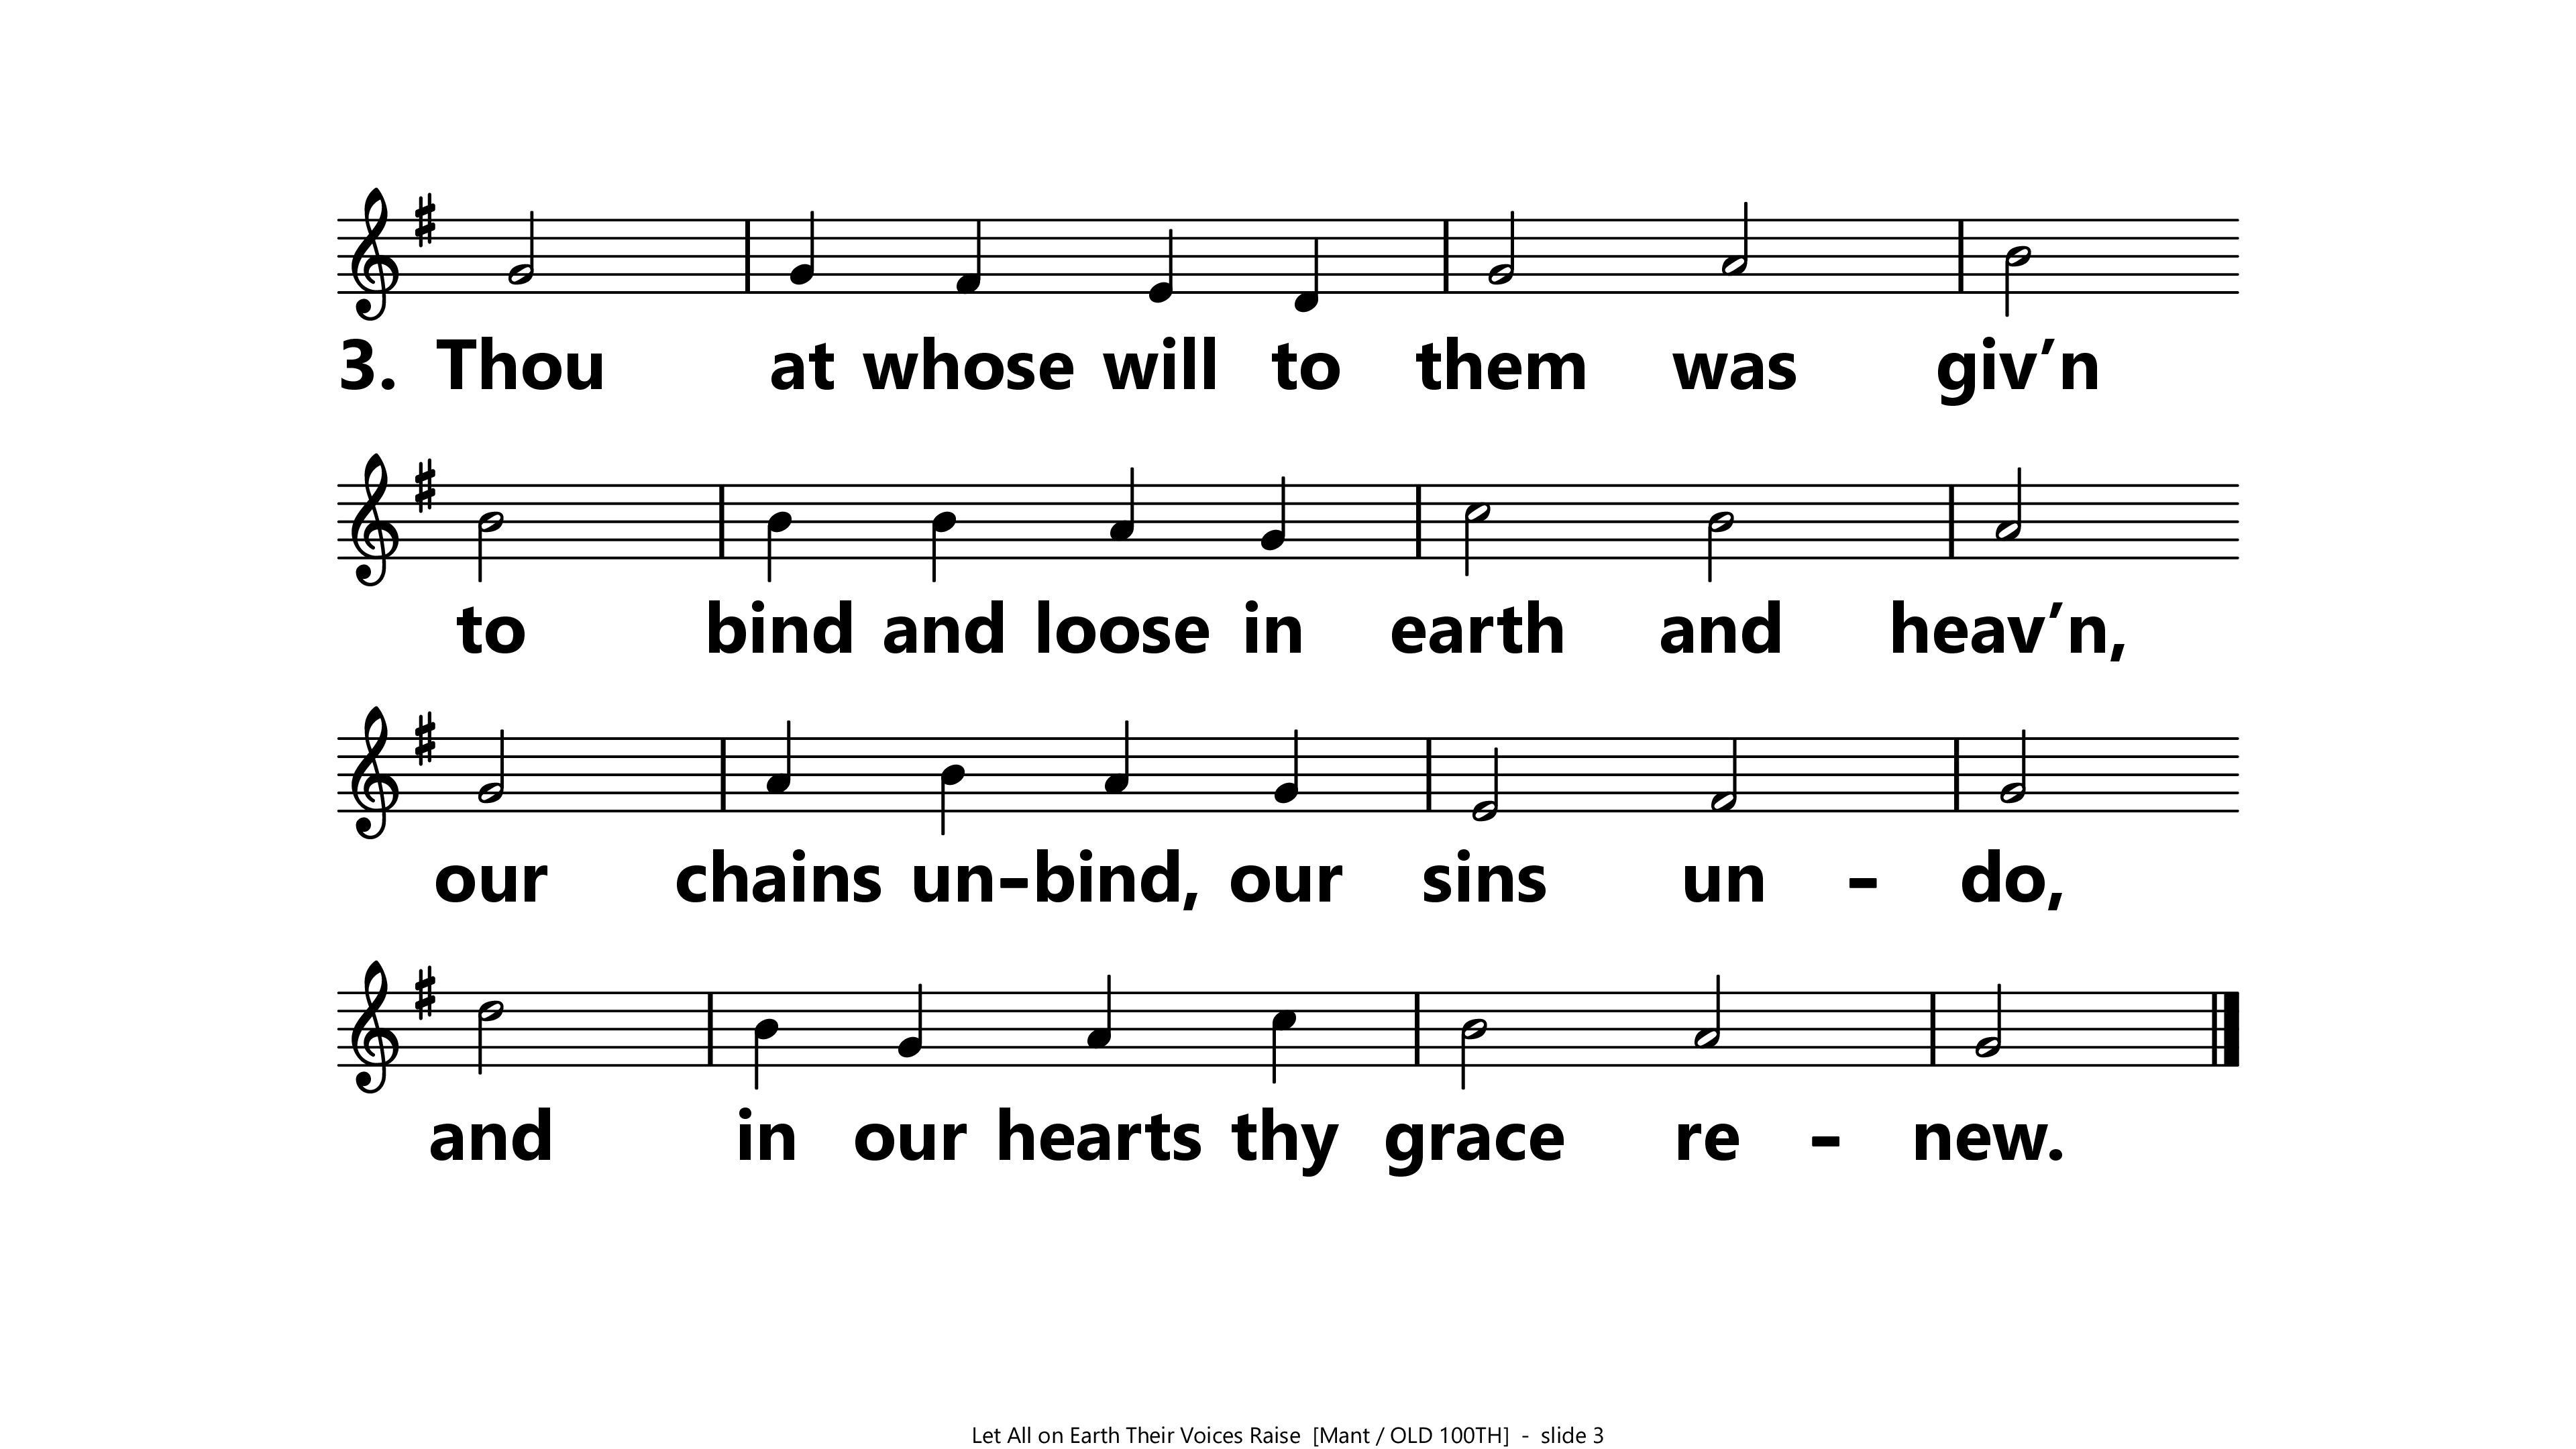 3. Thou at whose will to them was giv’n
to bind and loose in earth and heav’n,
our chains un-bind, our sins un - do,
and in our hearts thy grace re - new.
Let All on Earth Their Voices Raise [Mant / OLD 100TH] - slide 3